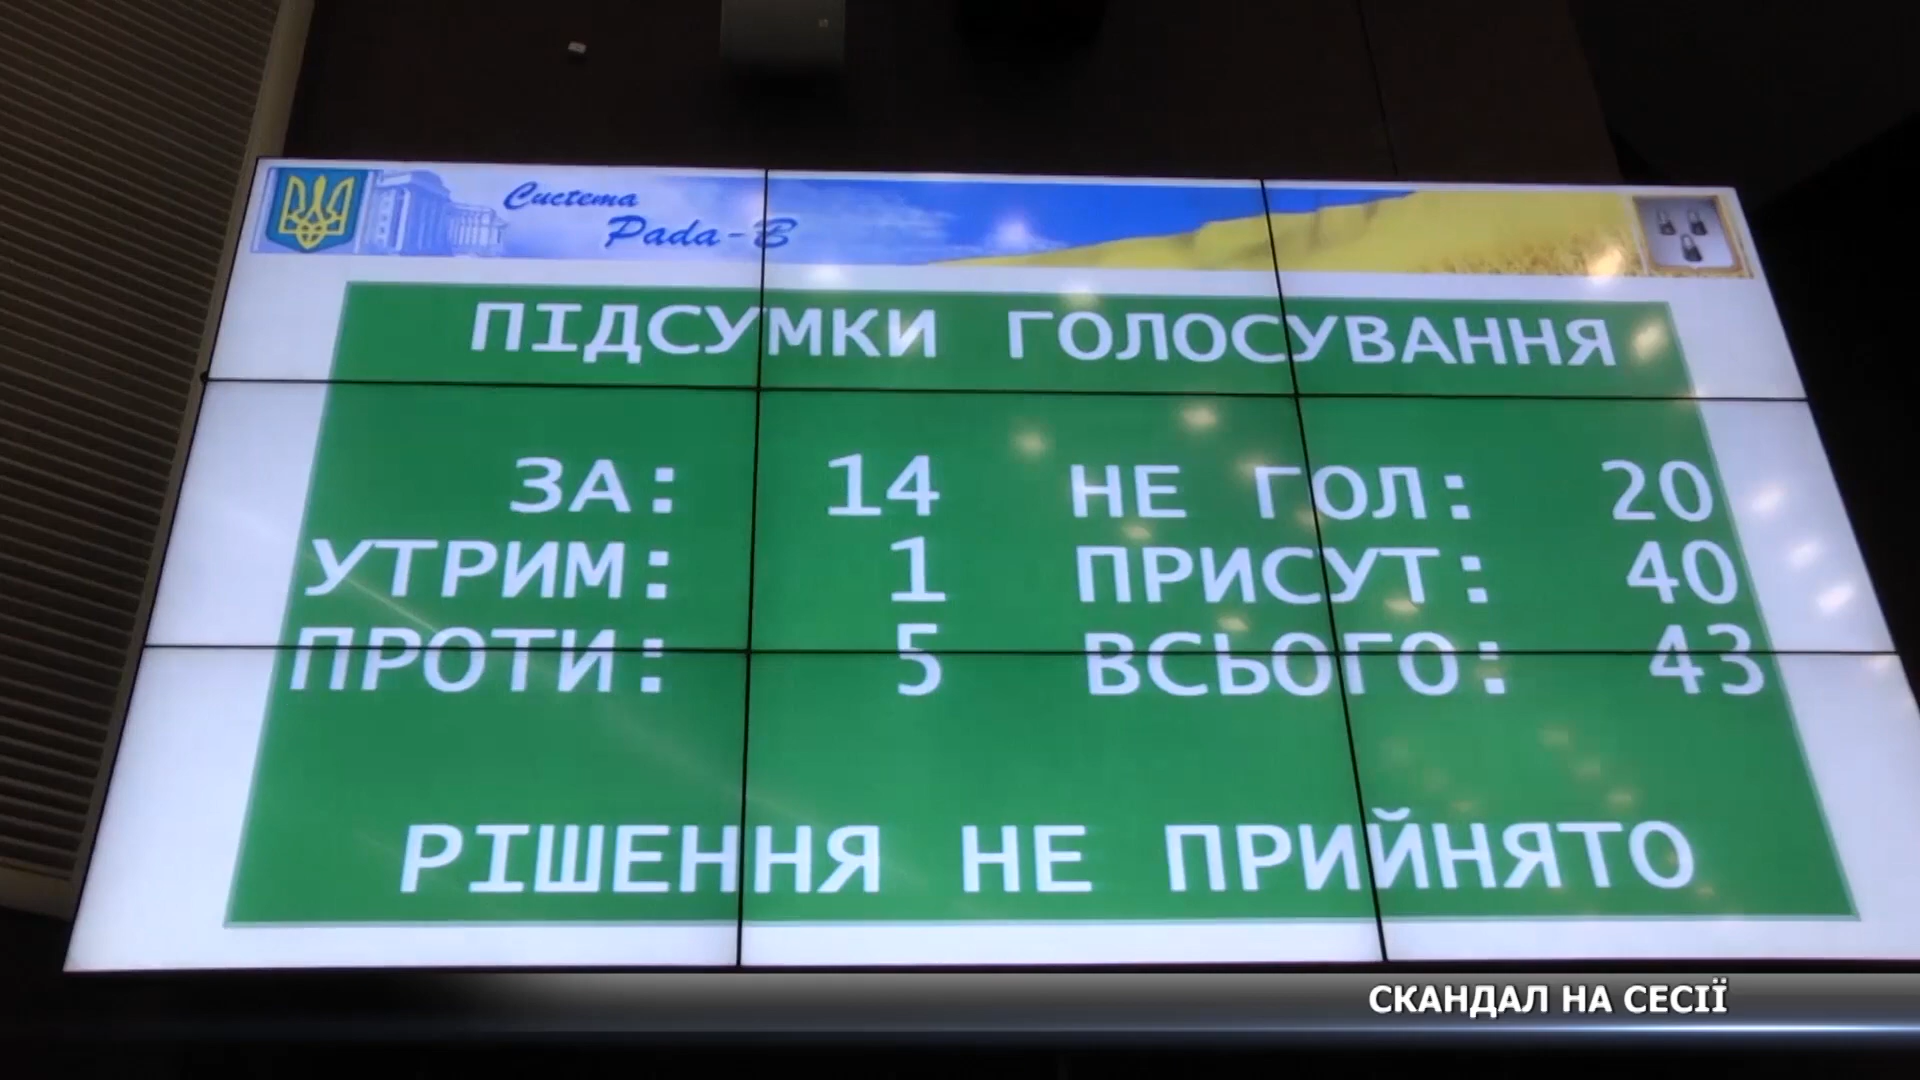 Система
Рада-В
ПІДСУМКИ ГОЛОСУВАННЯ
ЗА: 14 НЕ ГОЛ: 20
УТРИМ: 1 ПРИСУТ: 40
ПРОТИ: 5 ВСЬОГО: 43
РІШЕННЯ НЕ ПРИЙНЯТО
СКАНДАЛ НА СЕСІЇ